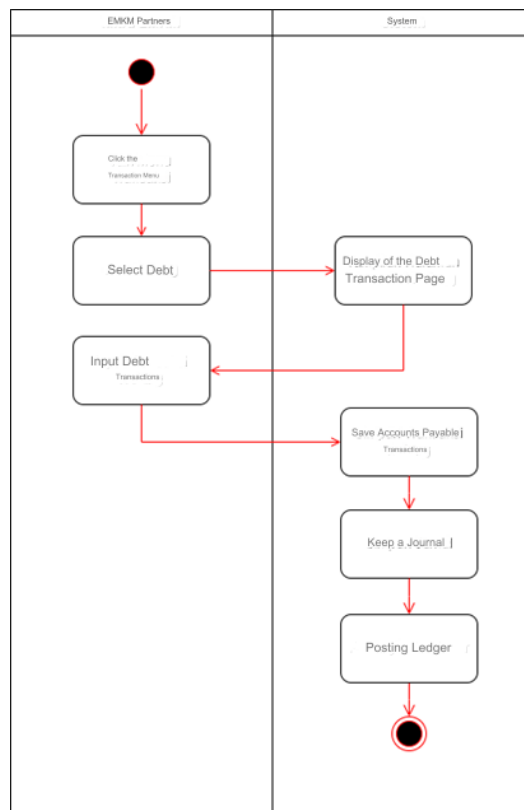 EMKM Partners
System
Click the
Transaction Menu
Select Debt
Display of the Debt
Transaction Page
Input Debt
Transactions
Save Accounts Payable
Transactions
Keep a Journal
Posting Ledger